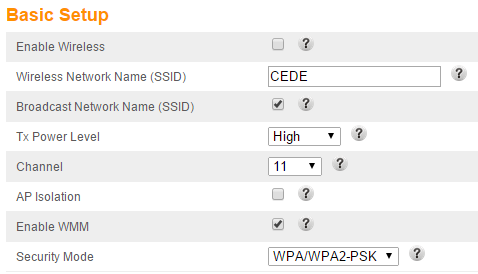 Basic Setup
Enable Wireless ?
Wireless Network Name (SSID) CEDE ?
Broadcast Network Name (SSID) ?
Tx Power Level High ?
Channel 11 ?
AP Isolation ?
Enable WMM ?
Security Mode WPA/WPA2-PSK ?